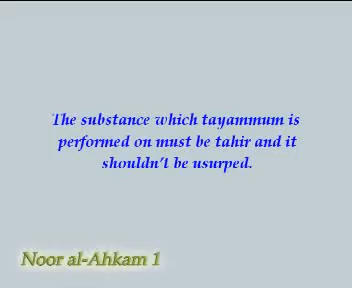 The substance which tayammum is
performed on must be tahir and it
shouldn't be usurped.
Noor al-Ahkam 1